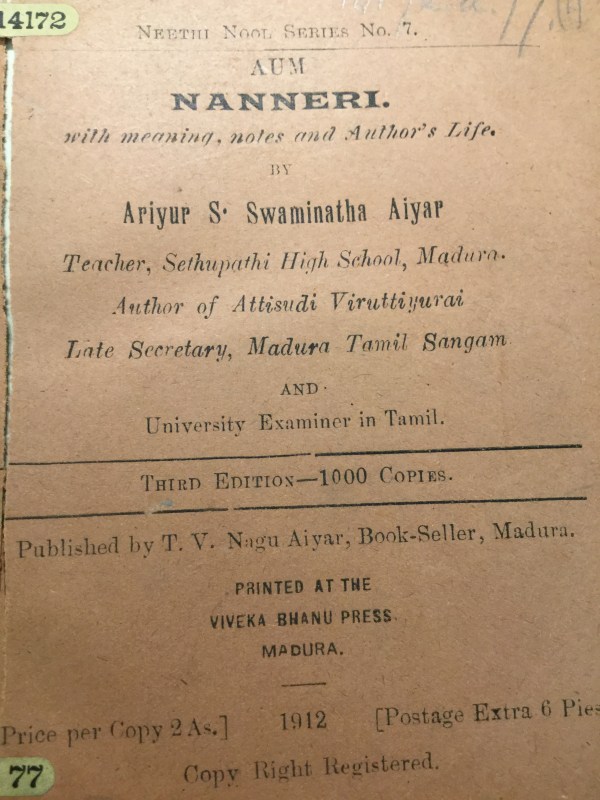 14172
NEETHI NOOL SERIES NO. 7.
AUM
NANNERI.
with meaning, notes and Author's Life.
BY
Ariyur S. Swaminatha Aiyar
Teacher, Sethupathi High School, Madura.
Author of Attisudi Viruttiyurai
Late Secretary, Madura Tamil Sangam
AND
University Examiner in Tamil.
THIRD EDITION—1000 COPIES.
Published by T. V. Nagu Aiyar, Book-Seller, Madura.
PRINTED AT THE
VIVEKA BHANU PRESS.
MADURA.
Price per Copy 2 As.] 1912 [Postage Extra 6 Pies
Copy Right Registered.
77